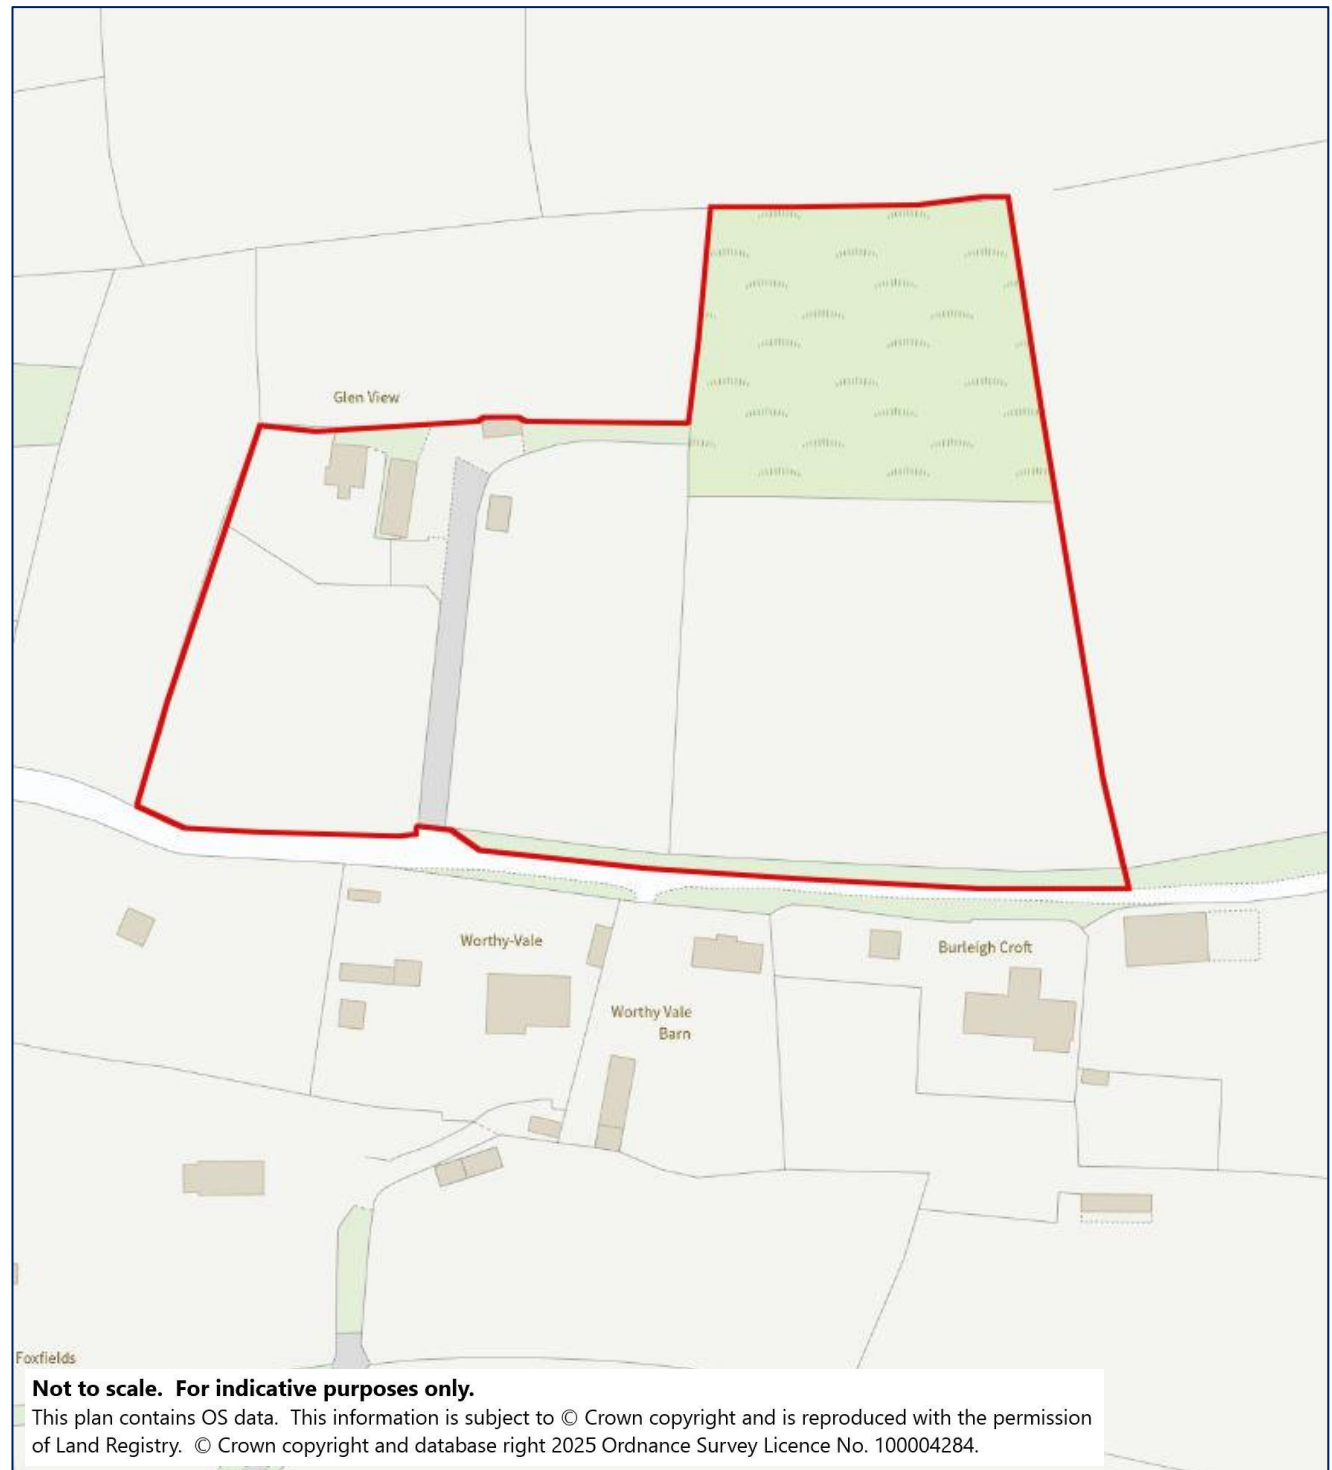 Glen View
Worthy-Vale
Burleigh Croft
Worthy Vale
Barn
Foxfields
Not to scale. For indicative purposes only.
This plan contains OS data. This information is subject to © Crown copyright and is reproduced with the permission
of Land Registry. © Crown copyright and database right 2025 Ordnance Survey Licence No. 100004284.